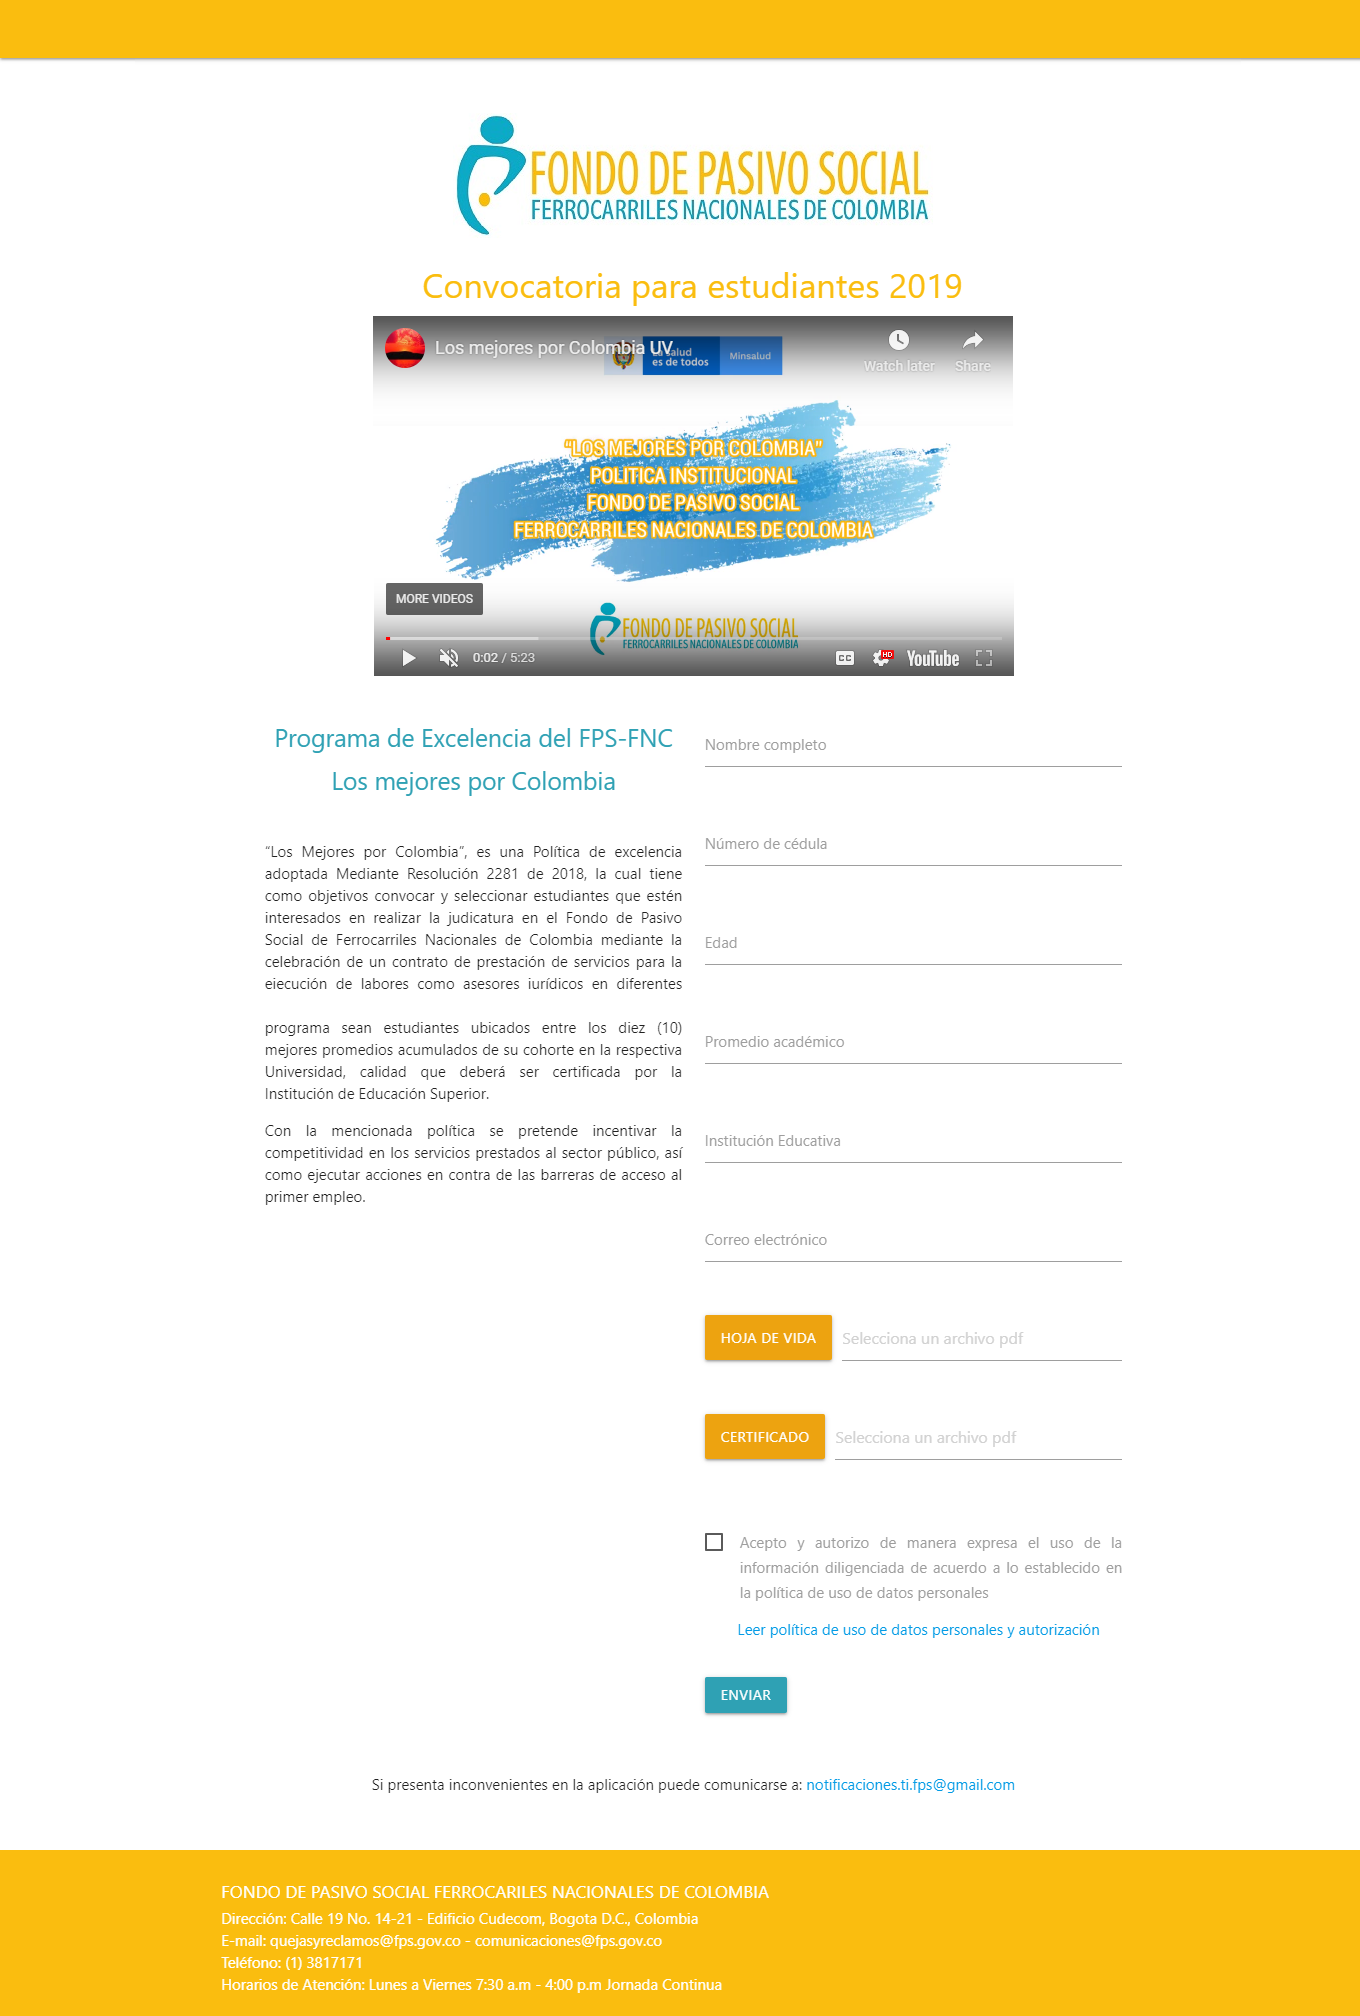 FONDO DE PASIVO SOCIAL
FERROCARRILES NACIONALES DE COLOMBIA
Convocatoria para estudiantes 2019
Los mejores por Colombia UV.
salud
es de todos
Minsalud
Watch later
Share
“LOS MEJORES POR COLOMBIA”
POLÍTICA INSTITUCIONAL
FONDO DE PASIVO SOCIAL
FERROCARRILES NACIONALES DE COLOMBIA
MORE VIDEOS
FONDO DE PASIVO SOCIAL
FERROCARRILES NACIONALES DE COLOMBIA
0:02 / 5:23
CC
HD
YouTube
Programa de Excelencia del FPS-FNC
Los mejores por Colombia
“Los Mejores por Colombia”, es una Política de excelencia
adoptada Mediante Resolución 2281 de 2018, la cual tiene
como objetivos convocar y seleccionar estudiantes que estén
interesados en realizar la judicatura en el Fondo de Pasivo
Social de Ferrocarriles Nacionales de Colombia mediante la
celebración de un contrato de prestación de servicios para la
ejecución de labores como asesores jurídicos en diferentes
programa sean estudiantes ubicados entre los diez (10)
mejores promedios acumulados de su cohorte en la respectiva
Universidad, calidad que deberá ser certificada por la
Institución de Educación Superior.
Con la mencionada política se pretende incentivar la
competitividad en los servicios prestados al sector público, así
como ejecutar acciones en contra de las barreras de acceso al
primer empleo.
Nombre completo
Número de cédula
Edad
Promedio académico
Institución Educativa
Correo electrónico
HOJA DE VIDA
Selecciona un archivo pdf
CERTIFICADO
Selecciona un archivo pdf
Acepto y autorizo de manera expresa el uso de la
información diligenciada de acuerdo a lo establecido en
la política de uso de datos personales
Leer política de uso de datos personales y autorización
ENVIAR
Si presenta inconvenientes en la aplicación puede comunicarse a: notificaciones.ti.fps@gmail.com
FONDO DE PASIVO SOCIAL FERROCARILES NACIONALES DE COLOMBIA
Dirección: Calle 19 No. 14-21 - Edificio Cudecom, Bogota D.C., Colombia
E-mail: quejasyreclamos@fps.gov.co - comunicaciones@fps.gov.co
Teléfono: (1) 3817171
Horarios de Atención: Lunes a Viernes 7:30 a.m - 4:00 p.m Jornada Continua